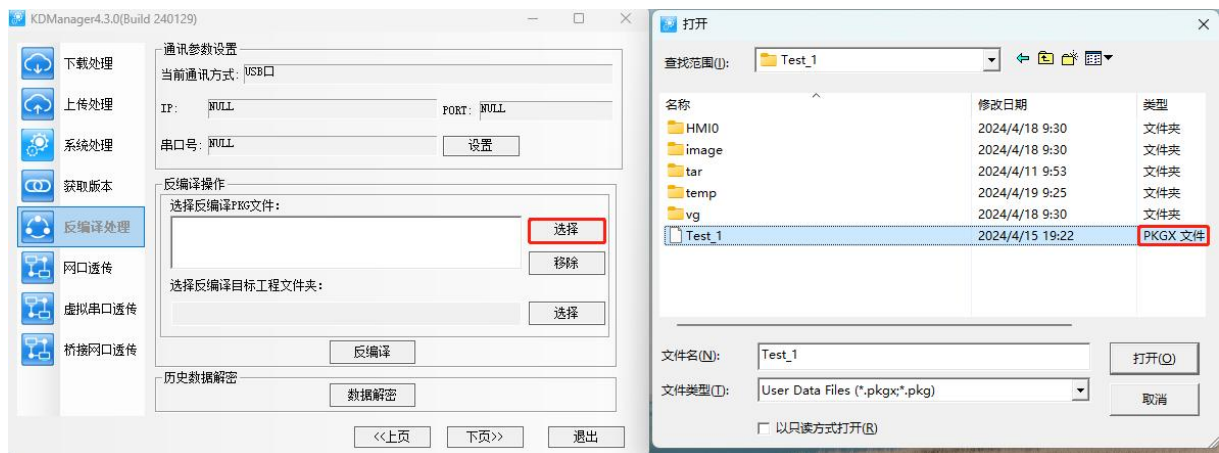 KDManager4.3.0(Build 240129)
下载处理
上传处理
系统处理
获取版本
反编译处理
网口透传
虚拟串口透传
桥接网口透传
通讯参数设置
当前通讯方式: USB口
IP: NULL PORT: NULL
串口号: NULL 设置
反编译操作
选择反编译PKG文件:
选择
移除
选择反编译目标工程文件夹:
选择
反编译
历史数据解密
数据解密
<<上页 下页>> 退出
打开
查找范围(I): Test_1
名称 修改日期 类型
HMI0 2024/4/18 9:30 文件夹
image 2024/4/18 9:30 文件夹
tar 2024/4/11 9:53 文件夹
temp 2024/4/19 9:25 文件夹
vg 2024/4/18 9:30 文件夹
Test_1 2024/4/15 19:22 PKGX 文件
文件名(N): Test_1 打开(O)
文件类型(T): User Data Files (*.pkgx;*.pkg) 取消
以只读方式打开(R)